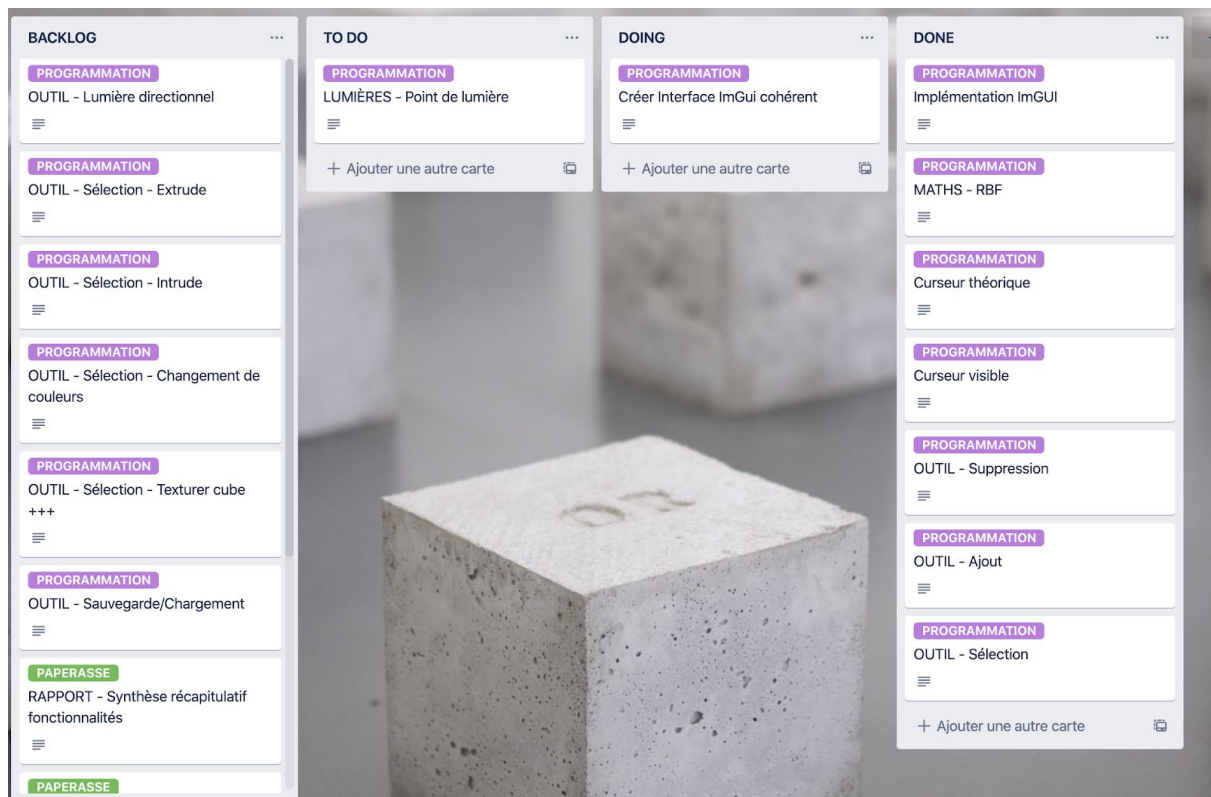 BACKLOG
PROGRAMMATION
OUTIL - Lumière directionnel
PROGRAMMATION
OUTIL - Sélection - Extrude
PROGRAMMATION
OUTIL - Sélection - Intrude
PROGRAMMATION
OUTIL - Sélection - Changement de
couleurs
PROGRAMMATION
OUTIL - Sélection - Texturer cube
+++
PROGRAMMATION
OUTIL - Sauvegarde/Chargement
PAPERASSE
RAPPORT - Synthèse récapitulatif
fonctionnalités
PAPERASSE
TO DO
PROGRAMMATION
LUMIÈRES - Point de lumière
+ Ajouter une autre carte
DOING
PROGRAMMATION
Créer Interface ImGui cohérent
+ Ajouter une autre carte
DONE
PROGRAMMATION
Implémentation ImGUI
PROGRAMMATION
MATHS - RBF
PROGRAMMATION
Curseur théorique
PROGRAMMATION
Curseur visible
PROGRAMMATION
OUTIL - Suppression
PROGRAMMATION
OUTIL - Ajout
PROGRAMMATION
OUTIL - Sélection
+ Ajouter une autre carte